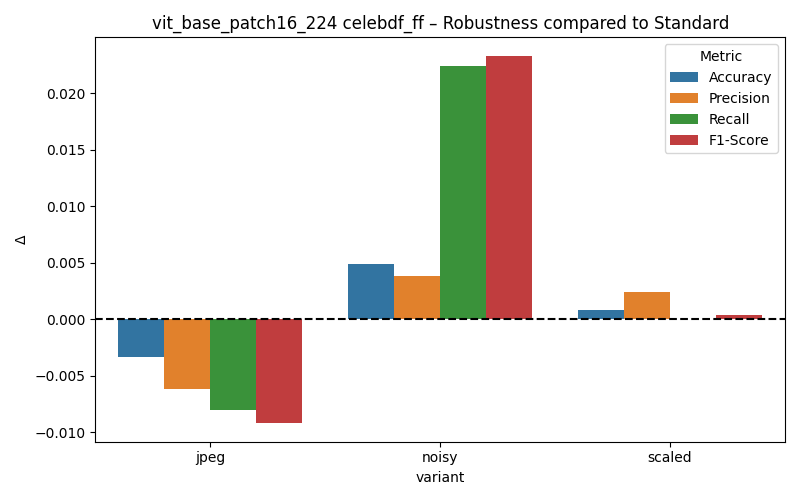 vit_base_patch16_224 celebdf_ff – Robustness compared to Standard
Metric
Accuracy
Precision
Recall
F1-Score
0.020
0.015
0.010
0.005
0.000
−0.005
−0.010
Δ
jpeg noisy scaled
variant